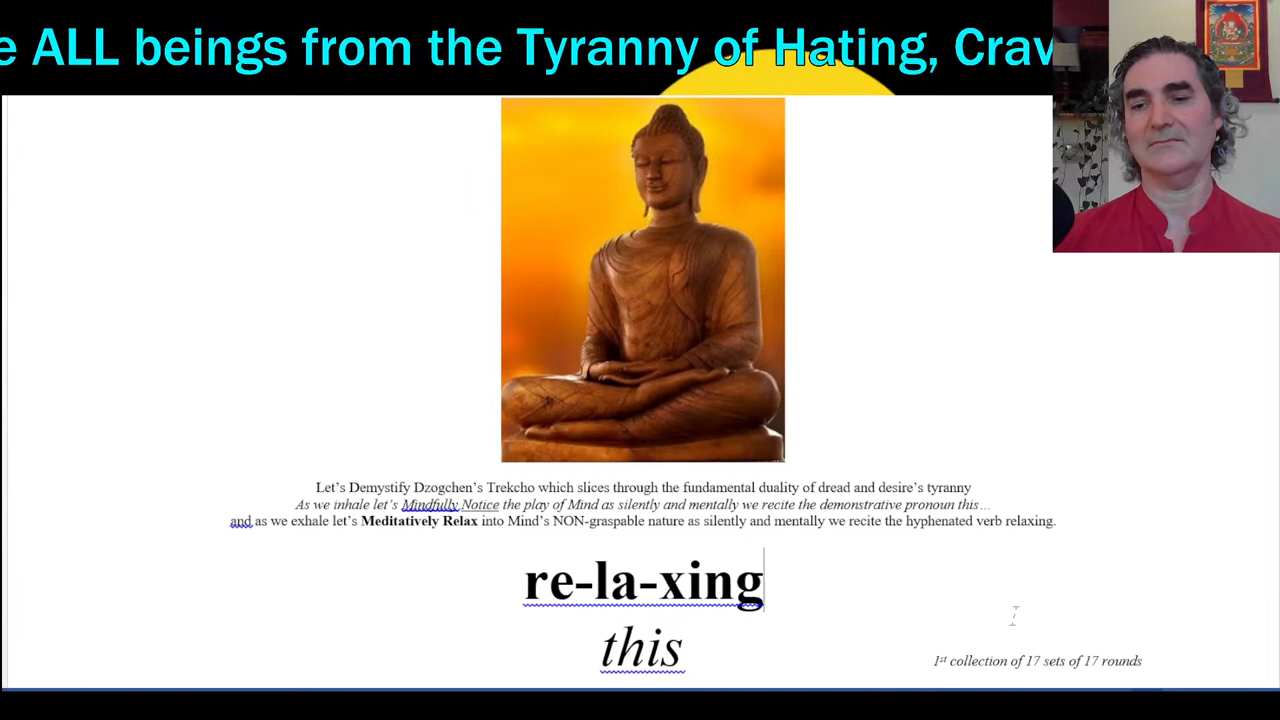 e ALL beings from the Tyranny of Hating, Crav
Let's Demystify Dzogchen's Trekcho which slices through the fundamental duality of dread and desire's tyranny
As we inhale let's Mindfully Notice the play of Mind as silently and mentally we recite the demonstrative pronoun this…
and as we exhale let's Meditatively Relax into Mind's NON-graspable nature as silently and mentally we recite the hyphenated verb relaxing.
re-la-xing
this
1st collection of 17 sets of 17 rounds